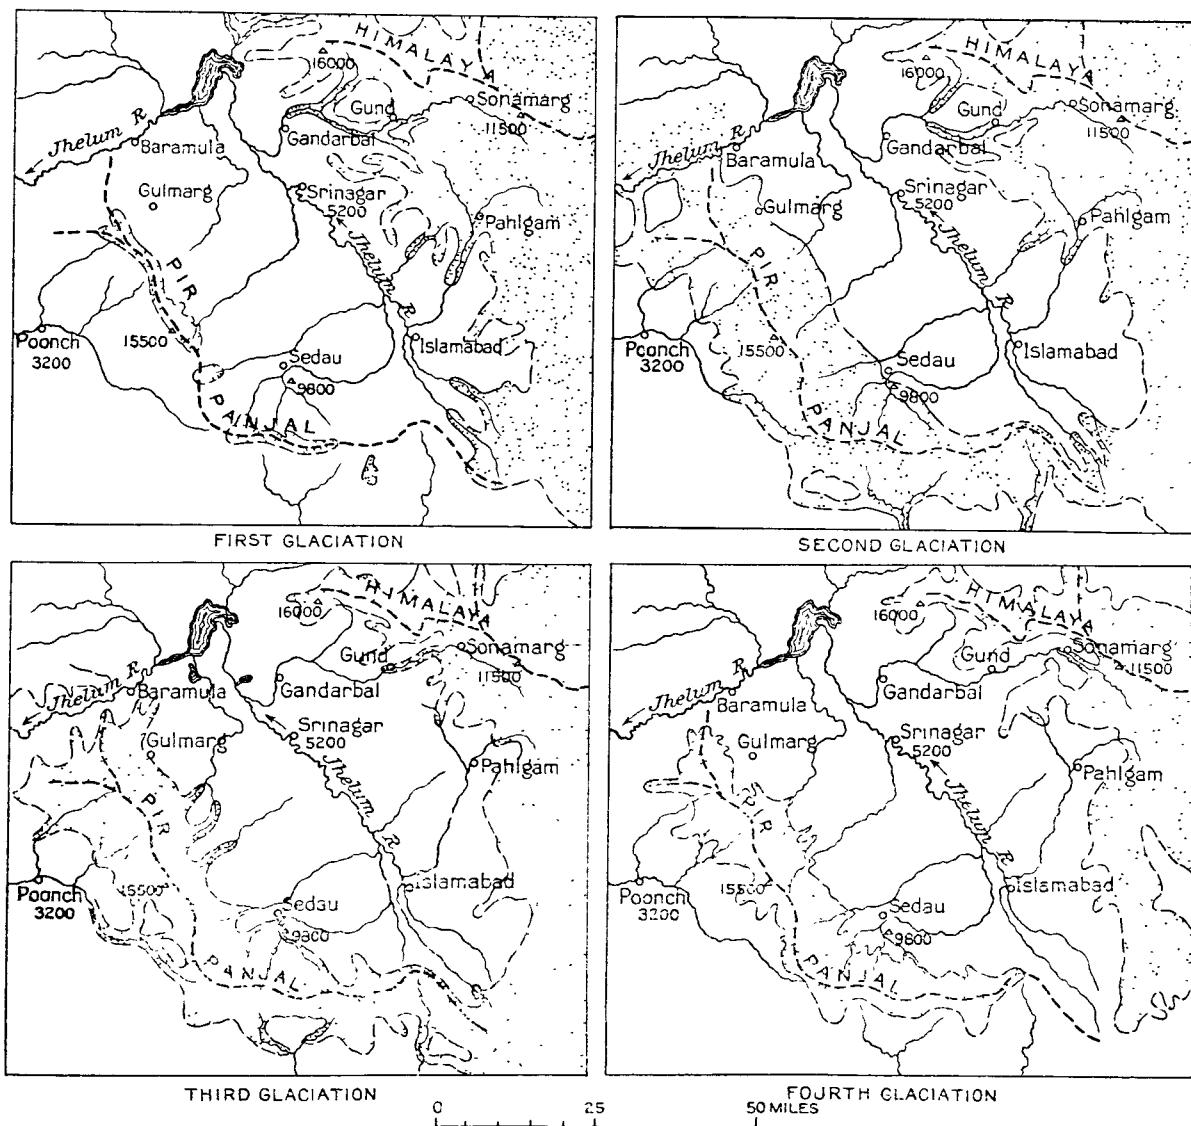 HIMALAYA
16000
Gund
Sonamarg
11500
Jhelum R
Gandarbal
Baramula
Gulmarg
Srinagar
5200
Pahlgam
Jhelum R
PIR
15500
Poonch
3200
Sedau
Islamabad
9800
PANJAL
FIRST GLACIATION
HIMALAYA
16000
Gund
Sonamarg
11500
Jhelum R
Gandarbal
Baramula
Gulmarg
Srinagar
5200
Pahlgam
Jhelum R
PIR
15500
Poonch
3200
Sedau
Islamabad
9800
PANJAL
SECOND GLACIATION
HIMALAYA
16000
Gund
Sonamarg
11500
Jhelum R
Gandarbal
Baramula
Srinagar
5200
Gulmarg
Pahlgam
Jhelum R
PIR
15500
Poonch
3200
Islamabad
Sedau
9800
PANJAL
THIRD GLACIATION
HIMALAYA
16000
Gund
Sonamarg
11500
Jhelum R
Gandarbal
Baramula
Srinagar
5200
Gulmarg
Pahlgam
Jhelum R
PIR
15500
Poonch
3200
Islamabad
Sedau
9800
PANJAL
FOURTH GLACIATION
0 25 50 MILES